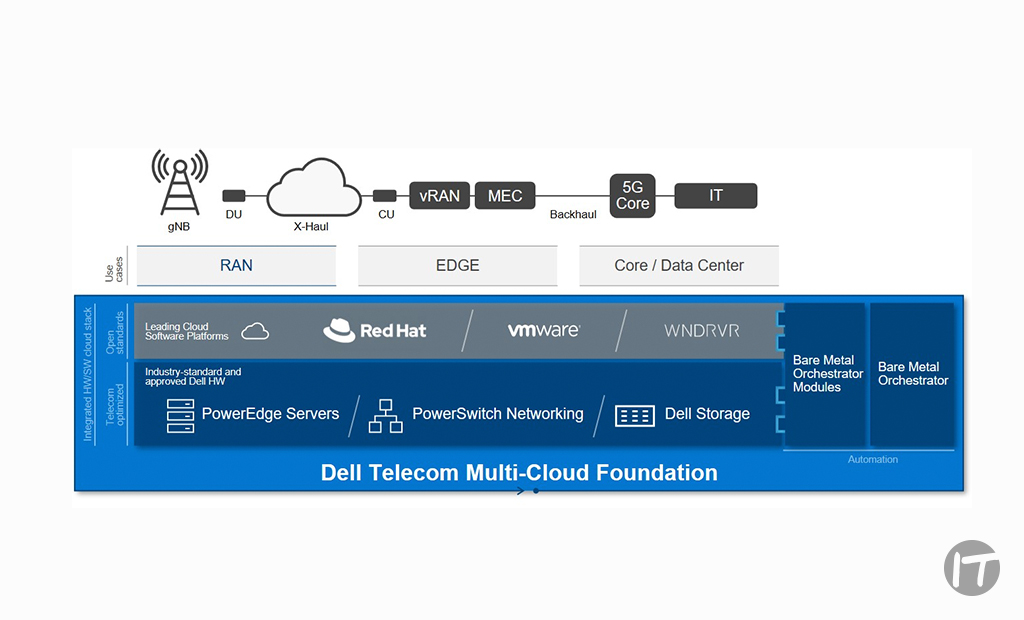 gNB
DU
X-Haul
CU
vRAN
MEC
Backhaul
5G
Core
IT
Use
cases
RAN
EDGE
Core / Data Center
Integrated HW/SW cloud stack
Open
standards
Leading Cloud
Software Platforms
Red Hat
vmware®
WNDRVR
Telecom
optimized
Industry-standard and
approved Dell HW
PowerEdge Servers
PowerSwitch Networking
Dell Storage
Bare Metal
Orchestrator
Modules
Bare Metal
Orchestrator
Automation
Dell Telecom Multi-Cloud Foundation
IT